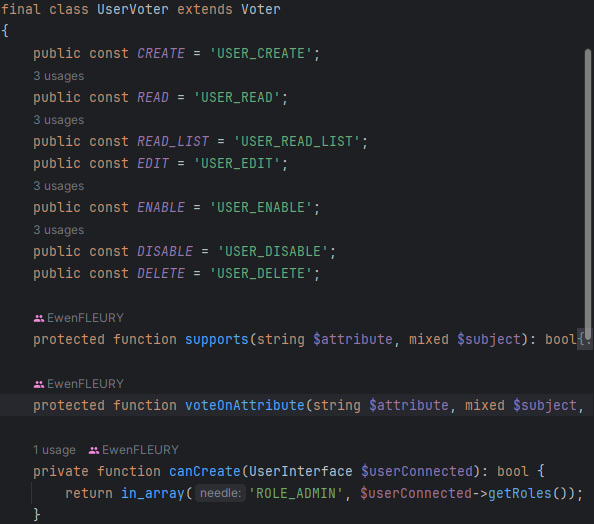 final class UserVoter extends Voter
{
public const CREATE = 'USER_CREATE';
3 usages
public const READ = 'USER_READ';
3 usages
public const READ_LIST = 'USER_READ_LIST';
public const EDIT = 'USER_EDIT';
3 usages
public const ENABLE = 'USER_ENABLE';
3 usages
public const DISABLE = 'USER_DISABLE';
public const DELETE = 'USER_DELETE';
EwenFLEURY
protected function supports(string $attribute, mixed $subject): bool{
EwenFLEURY
protected function voteOnAttribute(string $attribute, mixed $subject,
1 usage EwenFLEURY
private function canCreate(UserInterface $userConnected): bool {
return in_array( needle: 'ROLE_ADMIN', $userConnected->getRoles());
}